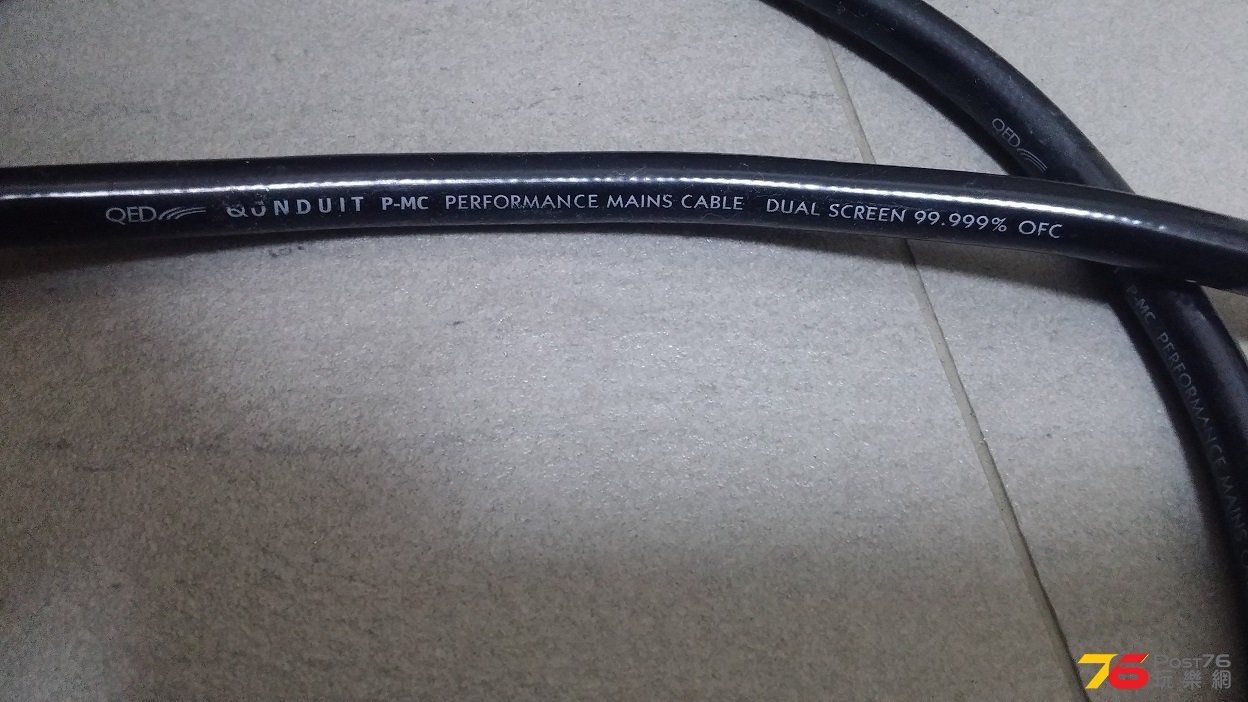 QED QUNDUIT P-MC PERFORMANCE MAINS CABLE DUAL SCREEN 99.999% OFC
QED
P-MC PERFORMANCE MAINS
76 POST76
玩樂網